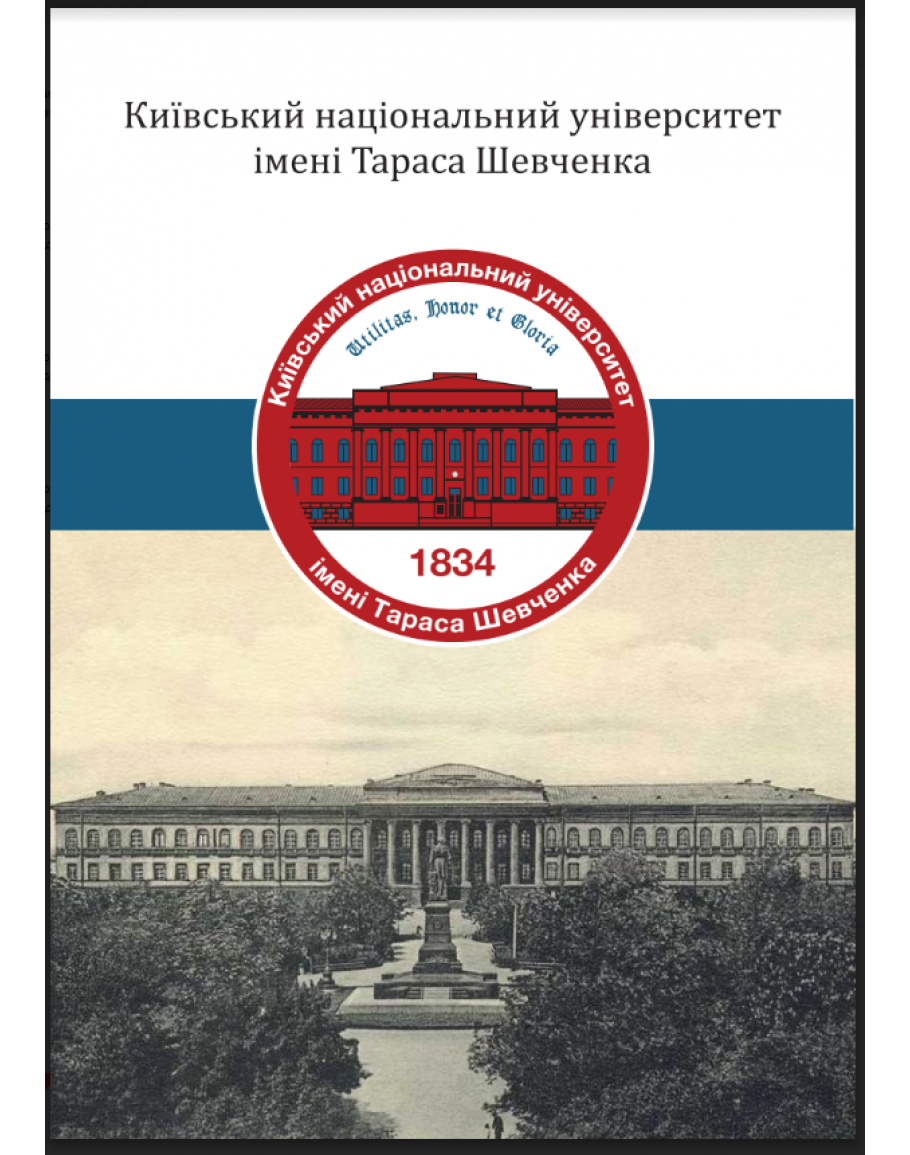 Київський національний університет
імені Тараса Шевченка
Київський національний університет
Utilitas, Honor et Gloria
1834
імені Тараса Шевченка